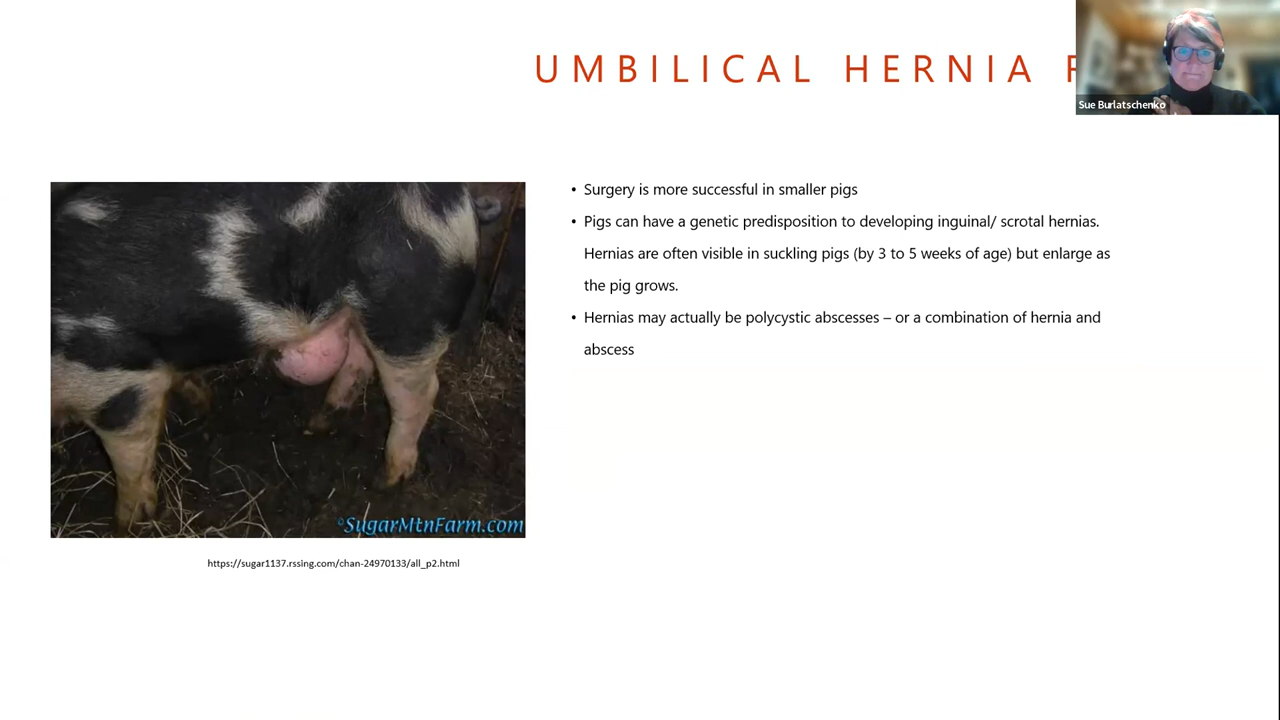 UMBILICAL HERNIA
Sue Burlatschenko
• Surgery is more successful in smaller pigs
• Pigs can have a genetic predisposition to developing inguinal/ scrotal hernias.
Hernias are often visible in suckling pigs (by 3 to 5 weeks of age) but enlarge as
the pig grows.
• Hernias may actually be polycystic abscesses – or a combination of hernia and
abscess
©SugarMtnFarm.com
https://sugar1137.rssing.com/chan-24970133/all_p2.html